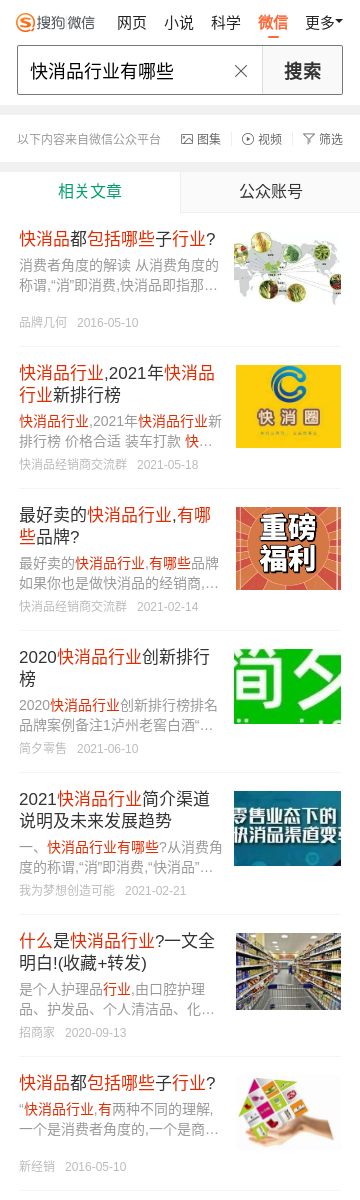 搜狗微信 网页 小说 科学 微信 更多
快消品行业有哪些 搜索
以下内容来自微信公众平台 图集 视频 筛选
相关文章 公众账号
快消品都包括哪些子行业?
消费者角度的解读 从消费角度的
称谓,“消”即消费,快消品即指那…
品牌几何 2016-05-10
快消品行业,2021年快消品
行业新排行榜
快消品行业,2021年快消品行业新
排行榜 价格合适 装车打款 快…
快消品经销商交流群 2021-05-18
快消圈
最好卖的快消品行业,有哪
些品牌?
最好卖的快消品行业,有哪些品牌
如果你也是做快消品的经销商,…
快消品经销商交流群 2021-02-14
重磅
福利
2020快消品行业创新排行
榜
2020快消品行业创新排行榜排名
品牌案例备注1泸州老窖白酒“…
简夕零售 2021-06-10
简夕
2021快消品行业简介渠道
说明及未来发展趋势
一、快消品行业有哪些?从消费角
度的称谓,“消”即消费,“快消品”…
我为梦想创造可能 2021-02-21
零售业态下的
快消品渠道变
什么是快消品行业?一文全
明白!(收藏+转发)
是个人护理品行业,由口腔护理
品、护发品、个人清洁品、化…
招商家 2020-09-13
快消品都包括哪些子行业?
“快消品行业,有两种不同的理解,
一个是消费者角度的,一个是商…
新经销 2016-05-10